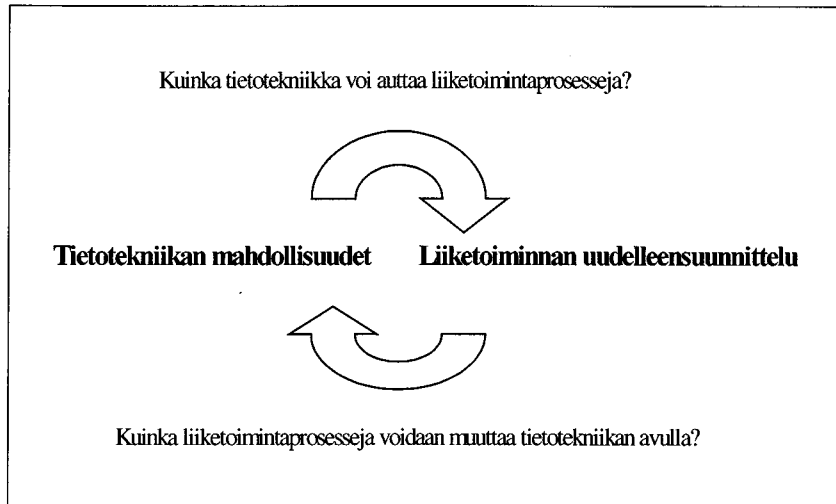 Kuinka tietotekniikka voi auttaa liiketoimintaprosesseja?
Tietotekniikan mahdollisuudet Liiketoiminnan uudelleensuunnittelu
Kuinka liiketoimintaprosesseja voidaan muuttaa tietotekniikan avulla?